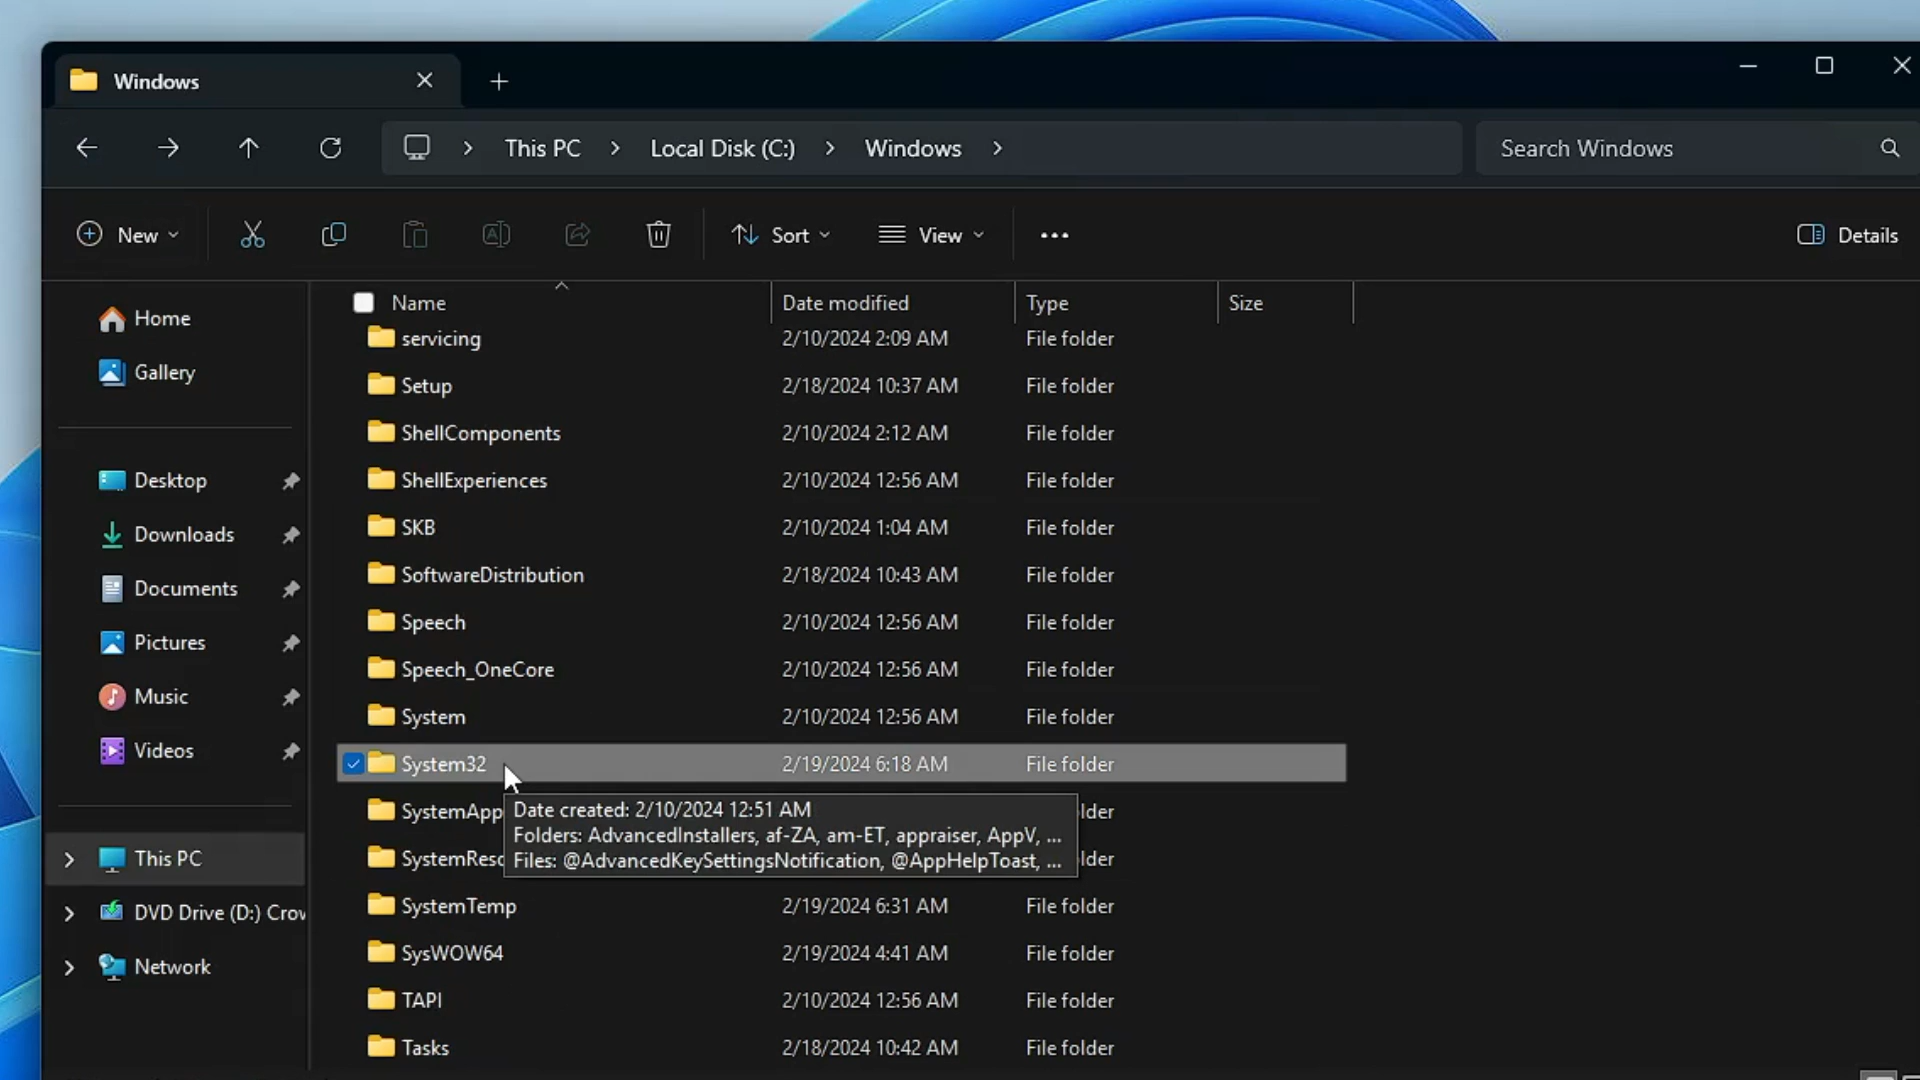 Windows
This PC > Local Disk (C:) > Windows >
Search Windows
New
Sort
View
Details
Home
Gallery
Desktop
Downloads
Documents
Pictures
Music
Videos
This PC
DVD Drive (D:) Crow
Network
Name Date modified Type Size
servicing 2/10/2024 2:09 AM File folder
Setup 2/18/2024 10:37 AM File folder
ShellComponents 2/10/2024 2:12 AM File folder
ShellExperiences 2/10/2024 12:56 AM File folder
SKB 2/10/2024 1:04 AM File folder
SoftwareDistribution 2/18/2024 10:43 AM File folder
Speech 2/10/2024 12:56 AM File folder
Speech_OneCore 2/10/2024 12:56 AM File folder
System 2/10/2024 12:56 AM File folder
System32 2/19/2024 6:18 AM File folder
SystemApp lder
SystemReso lder
Date created: 2/10/2024 12:51 AM
Folders: AdvancedInstallers, af-ZA, am-ET, appraiser, AppV, ...
Files: @AdvancedKeySettingsNotification, @AppHelpToast, ...
SystemTemp 2/19/2024 6:31 AM File folder
SysWOW64 2/19/2024 4:41 AM File folder
TAPI 2/10/2024 12:56 AM File folder
Tasks 2/18/2024 10:42 AM File folder